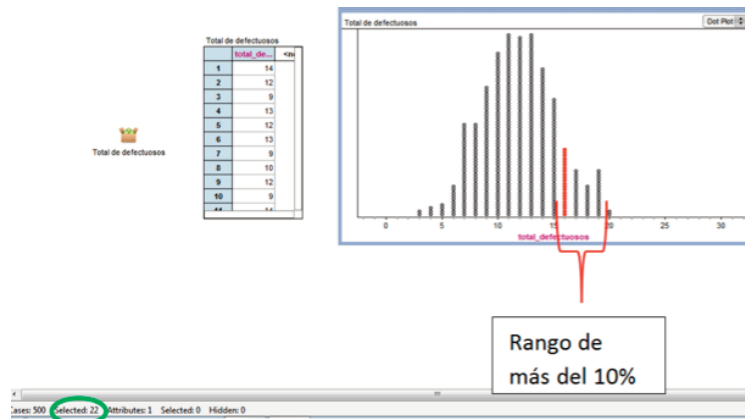 Total de defectuosos
Dot Plot
Total de defectuosos
total_de...
1 14
2 12
3 9
4 13
5 12
6 13
7 9
8 10
9 12
10 9
Total de defectuosos
0 5 10 15 20 25 30
total_defectuosos
Rango de
más del 10%
Cases: 500 Selected: 22 Attributes: 1 Selected: 0 Hidden: 0